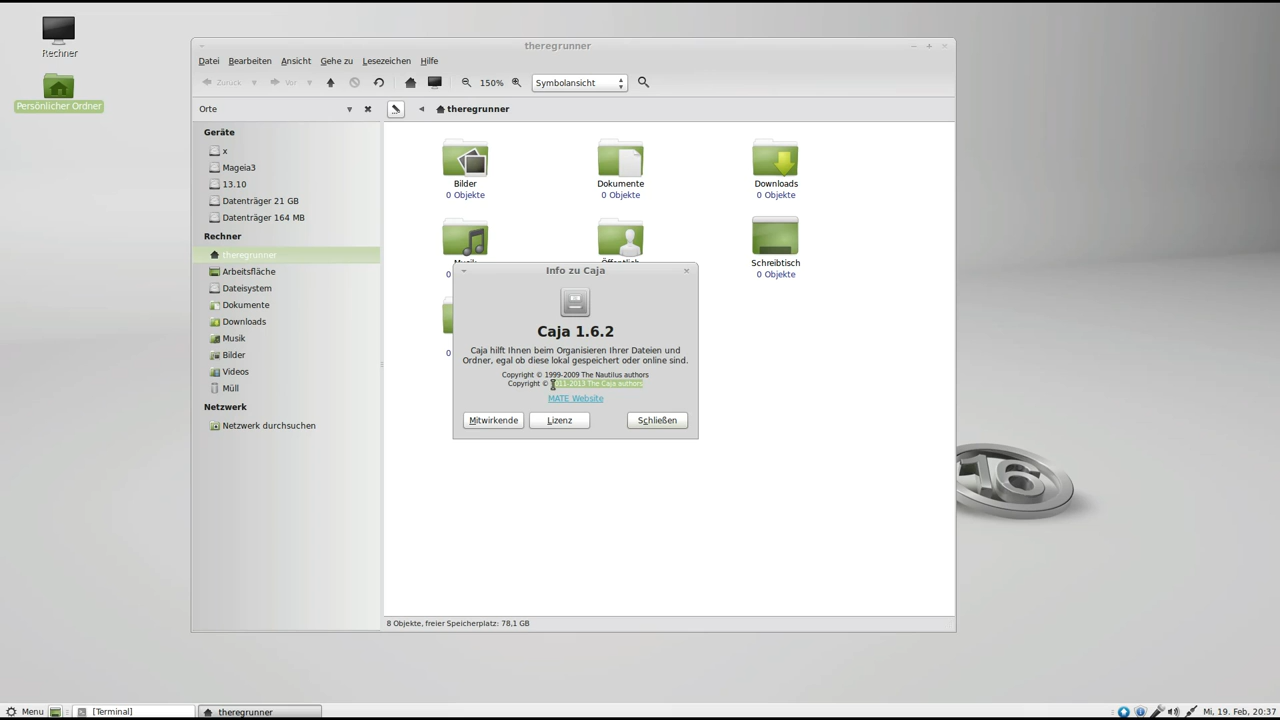 Rechner
Persönlicher Ordner
theregrunner
Datei Bearbeiten Ansicht Gehe zu Lesezeichen Hilfe
Zurück Vor 150% Symbolansicht
Orte theregrunner
Geräte
x
Mageia3
13.10
Datenträger 21 GB
Datenträger 164 MB
Rechner
theregrunner
Arbeitsfläche
Dateisystem
Dokumente
Downloads
Musik
Bilder
Videos
Müll
Netzwerk
Netzwerk durchsuchen
Bilder
0 Objekte
Dokumente
0 Objekte
Downloads
0 Objekte
Schreibtisch
0 Objekte
Info zu Caja
Caja 1.6.2
Caja hilft Ihnen beim Organisieren Ihrer Dateien und
Ordner, egal ob diese lokal gespeichert oder online sind.
Copyright © 1999-2009 The Nautilus authors
Copyright © 2011-2013 The Caja authors
MATE Website
Mitwirkende Lizenz Schließen
8 Objekte, freier Speicherplatz: 78,1 GB
16
Menu [Terminal] theregrunner Mi, 19. Feb, 20:37